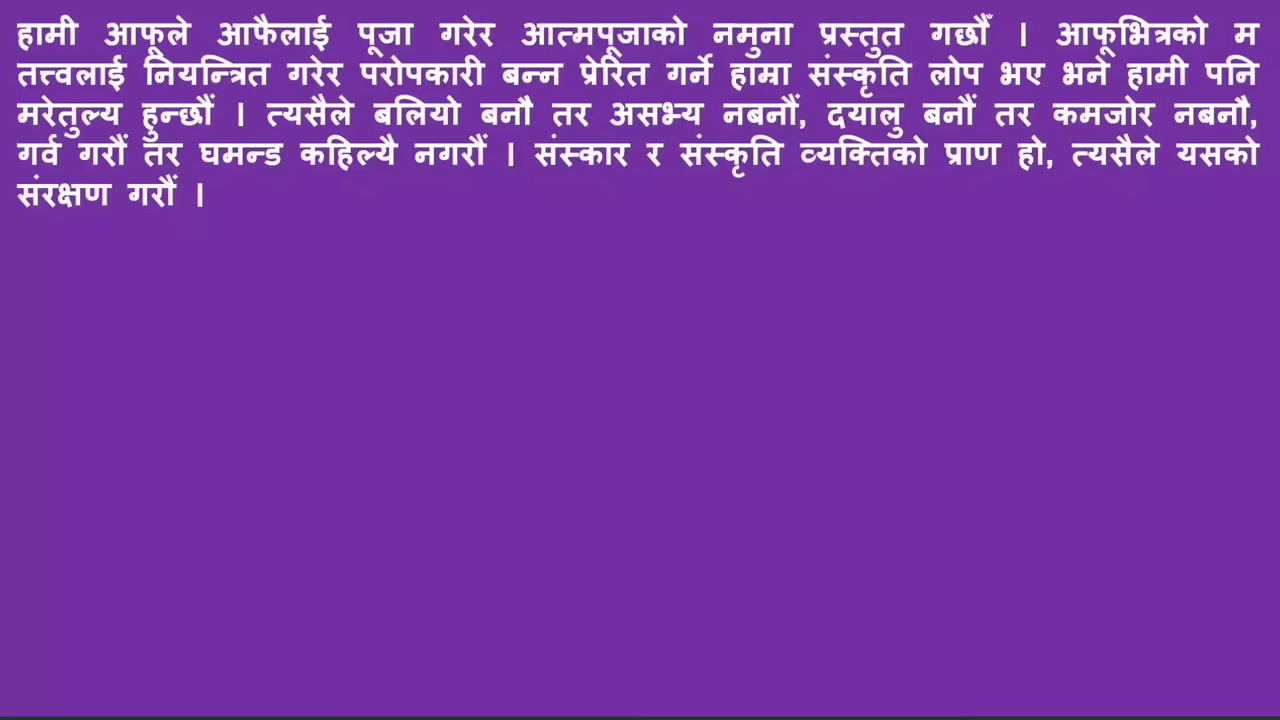 हामी आफूले आफैलाई पूजा गरेर आत्मपूजाको नमुना प्रस्तुत गर्छौँ । आफूभित्रको म
तत्त्वलाई नियन्त्रित गरेर परोपकारी बन्न प्रेरित गर्ने हाम्रा संस्कृति लोप भए भने हामी पनि
मरेतुल्य हुन्छौं । त्यसैले बलियो बनौ तर असभ्य नबनौं, दयालु बनौं तर कमजोर नबनौ,
गर्व गरौं तर घमन्ड कहिल्यै नगरौं । संस्कार र संस्कृति व्यक्तिको प्राण हो, त्यसैले यसको
संरक्षण गरौं ।